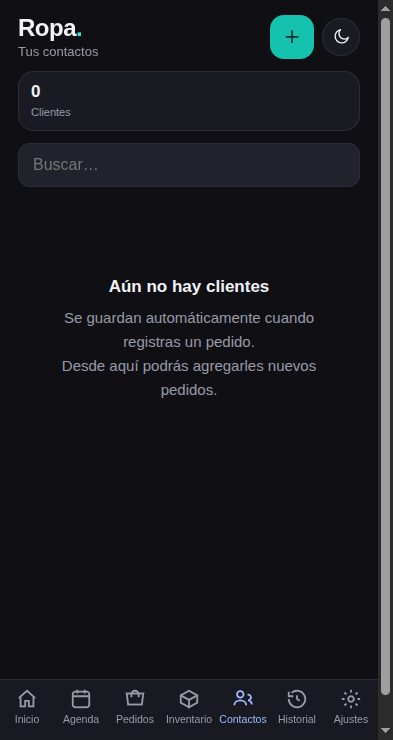 Ropa.
Tus contactos
0
Clientes
Buscar…
Aún no hay clientes
Se guardan automáticamente cuando
registras un pedido.
Desde aquí podrás agregarles nuevos
pedidos.
Inicio
Agenda
Pedidos
Inventario
Contactos
Historial
Ajustes